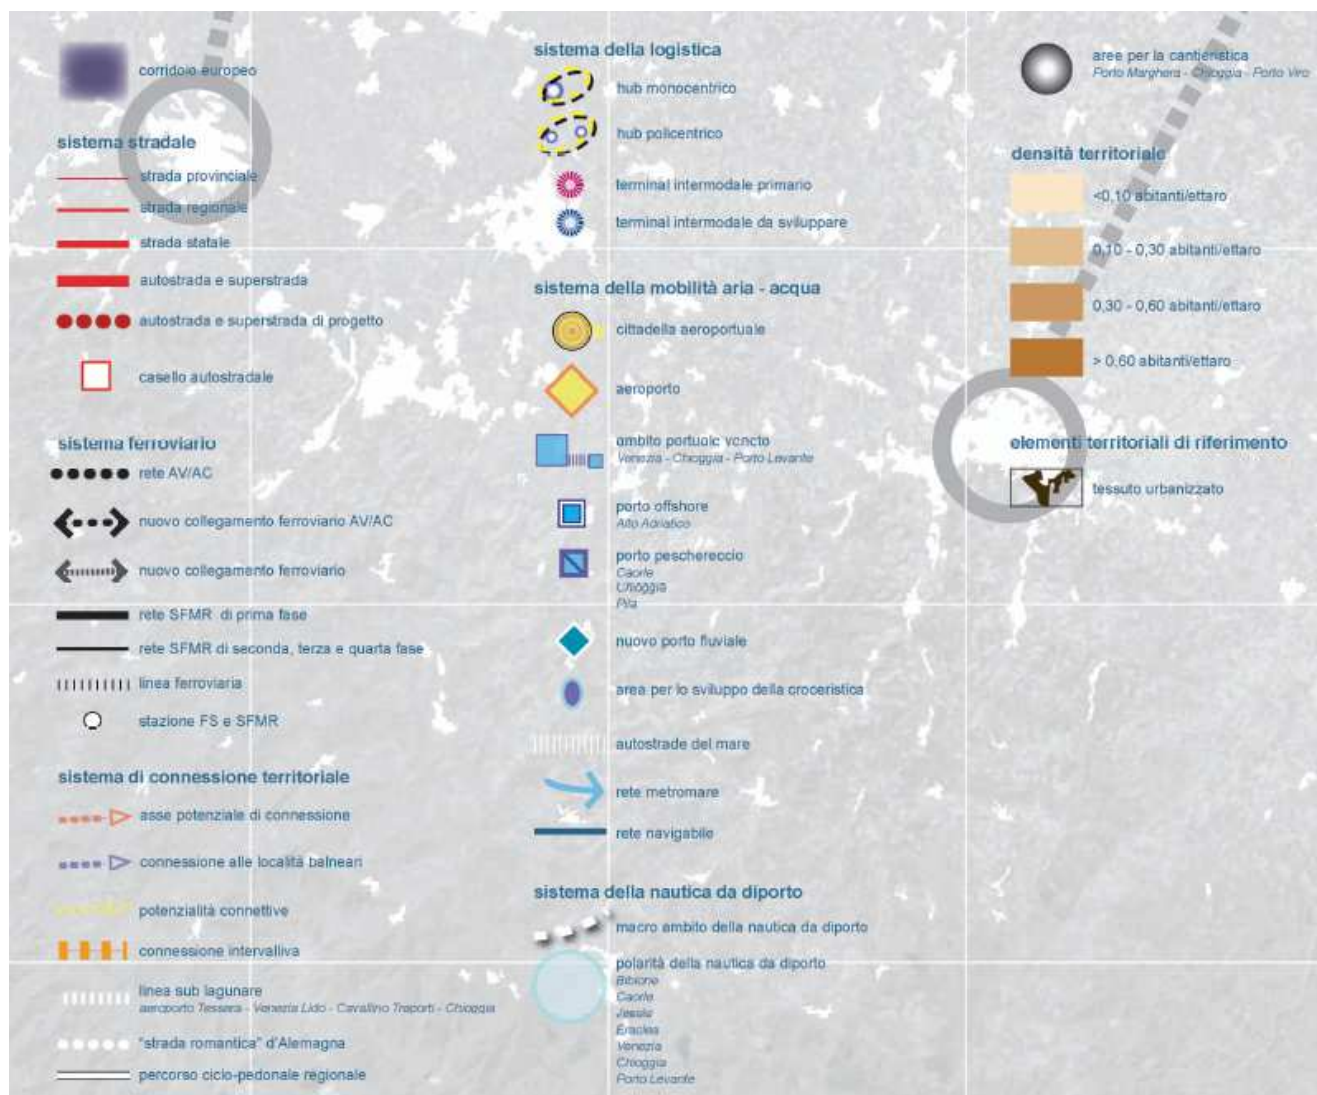 corridoio europeo
sistema stradale
strada provinciale
strada regionale
strada statale
autostrada e superstrada
autostrada e superstrada di progetto
casello autostradale
sistema ferroviario
rete AV/AC
nuovo collegamento ferroviario AV/AC
nuovo collegamento ferroviario
rete SFMR di prima fase
rete SFMR di seconda, terza e quarta fase
linea ferroviaria
stazione FS e SFMR
sistema di connessione territoriale
asse potenziale di connessione
connessione alle località balneari
potenzialità connettive
connessione intervalliva
linea sub lagunare
aeroporto Tessera - Venezia Lido - Cavallino Treporti - Chioggia
"strada romantica" d'Alemagna
percorso ciclo-pedonale regionale
sistema della logistica
hub monocentrico
hub policentrico
terminal intermodale primario
terminal intermodale da sviluppare
sistema della mobilità aria - acqua
cittadella aeroportuale
aeroporto
ambito portuale veneto
Venezia - Chioggia - Porto Levante
porto offshore
Alto Adriatico
porto peschereccio
Caorle
Chioggia
Pila
nuovo porto fluviale
area per lo sviluppo della croceristica
autostrade del mare
rete metromare
rete navigabile
sistema della nautica da diporto
macro ambito della nautica da diporto
polarità della nautica da diporto
Bibione
Caorle
Jesolo
Eraclea
Venezia
Chioggia
Porto Levante
aree per la cantieristica
Porto Marghera - Chioggia - Porto Viro
densità territoriale
<0,10 abitanti/ettaro
0,10 - 0,30 abitanti/ettaro
0,30 - 0,60 abitanti/ettaro
> 0,60 abitanti/ettaro
elementi territoriali di riferimento
tessuto urbanizzato